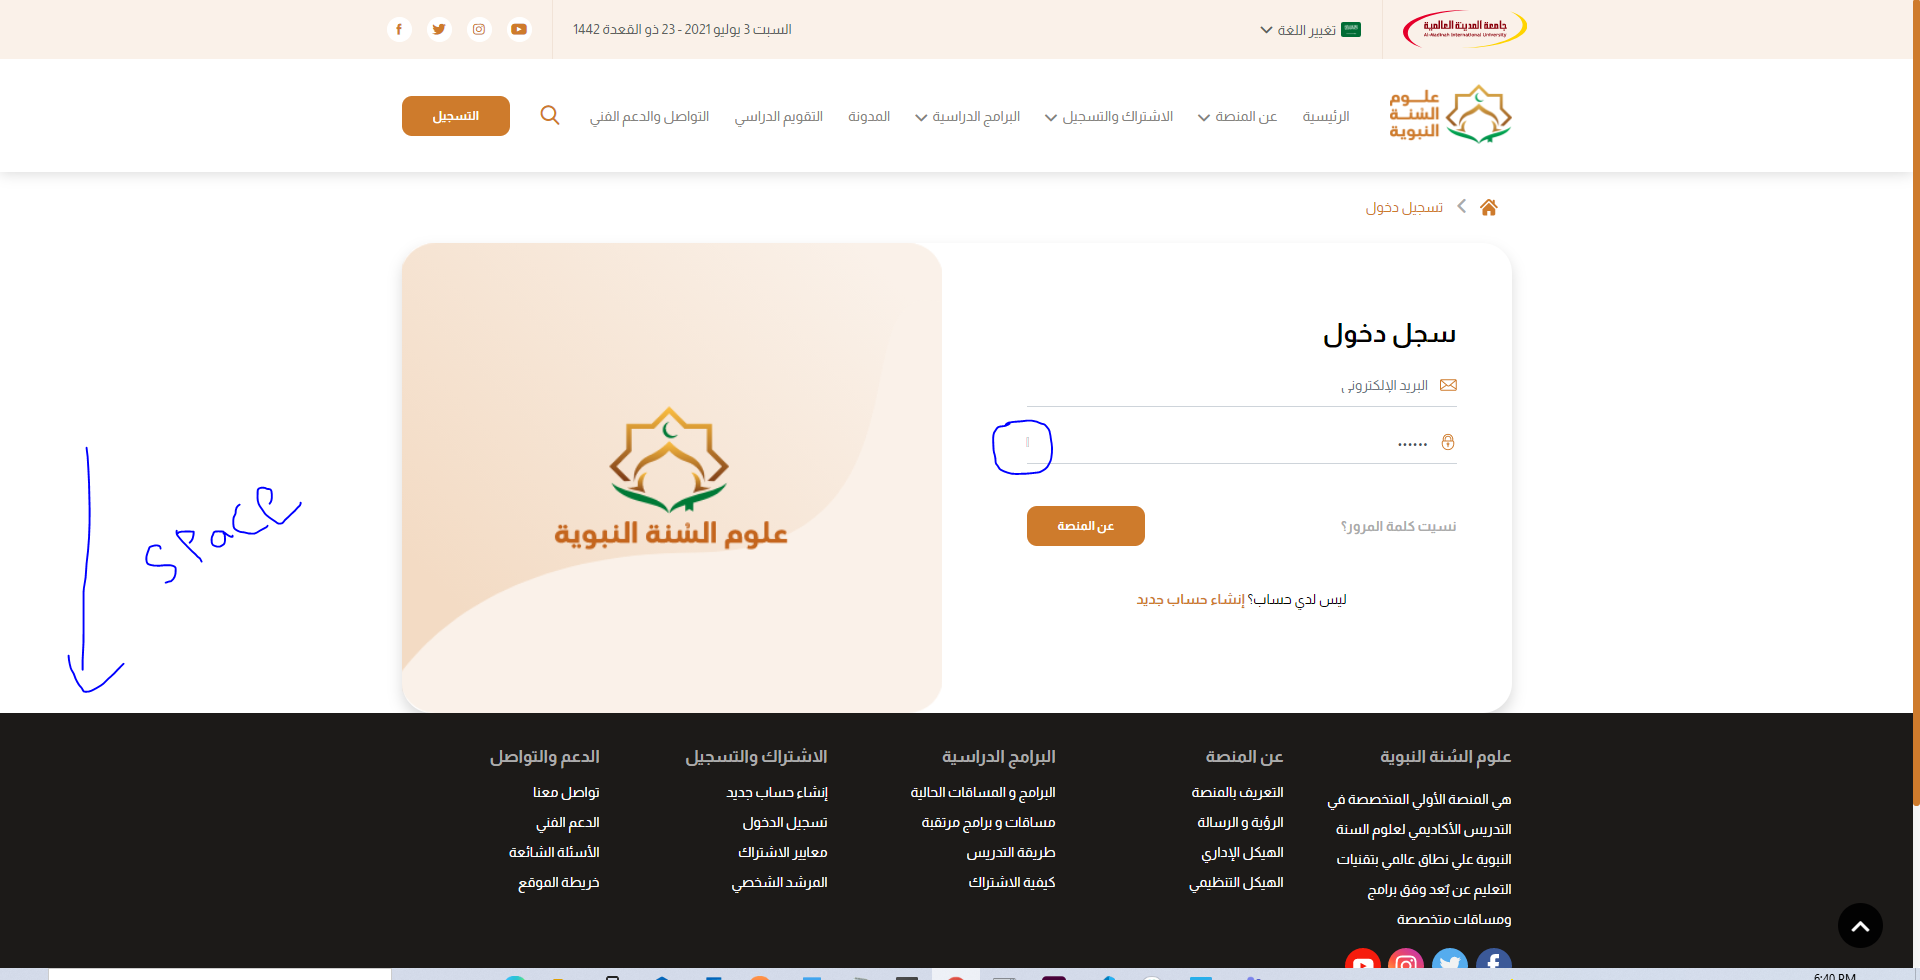 جامعة المدينة العالمية
Al-Madinah International University
تغيير اللغة
السبت 3 يوليو 2021 - 23 ذو القعدة 1442
علوم
السُنة
النبوية
الرئيسية
عن المنصة
الاشتراك والتسجيل
البرامج الدراسية
المدونة
التقويم الدراسي
التواصل والدعم الفني
التسجيل
تسجيل دخول
سجل دخول
البريد الإلكتروني
••••••
نسيت كلمة المرور؟
عن المنصة
ليس لدي حساب؟ إنشاء حساب جديد
علوم السُنة النبوية
space
علوم السُنة النبوية
هي المنصة الأولي المتخصصة في
التدريس الأكاديمي لعلوم السنة
النبوية علي نطاق عالمي بتقنيات
التعليم عن بُعد وفق برامج
ومساقات متخصصة
عن المنصة
التعريف بالمنصة
الرؤية و الرسالة
الهيكل الإداري
الهيكل التنظيمي
البرامج الدراسية
البرامج و المساقات الحالية
مساقات و برامج مرتقبة
طريقة التدريس
كيفية الاشتراك
الاشتراك والتسجيل
إنشاء حساب جديد
تسجيل الدخول
معايير الاشتراك
المرشد الشخصي
الدعم والتواصل
تواصل معنا
الدعم الفني
الأسئلة الشائعة
خريطة الموقع
6:40 PM